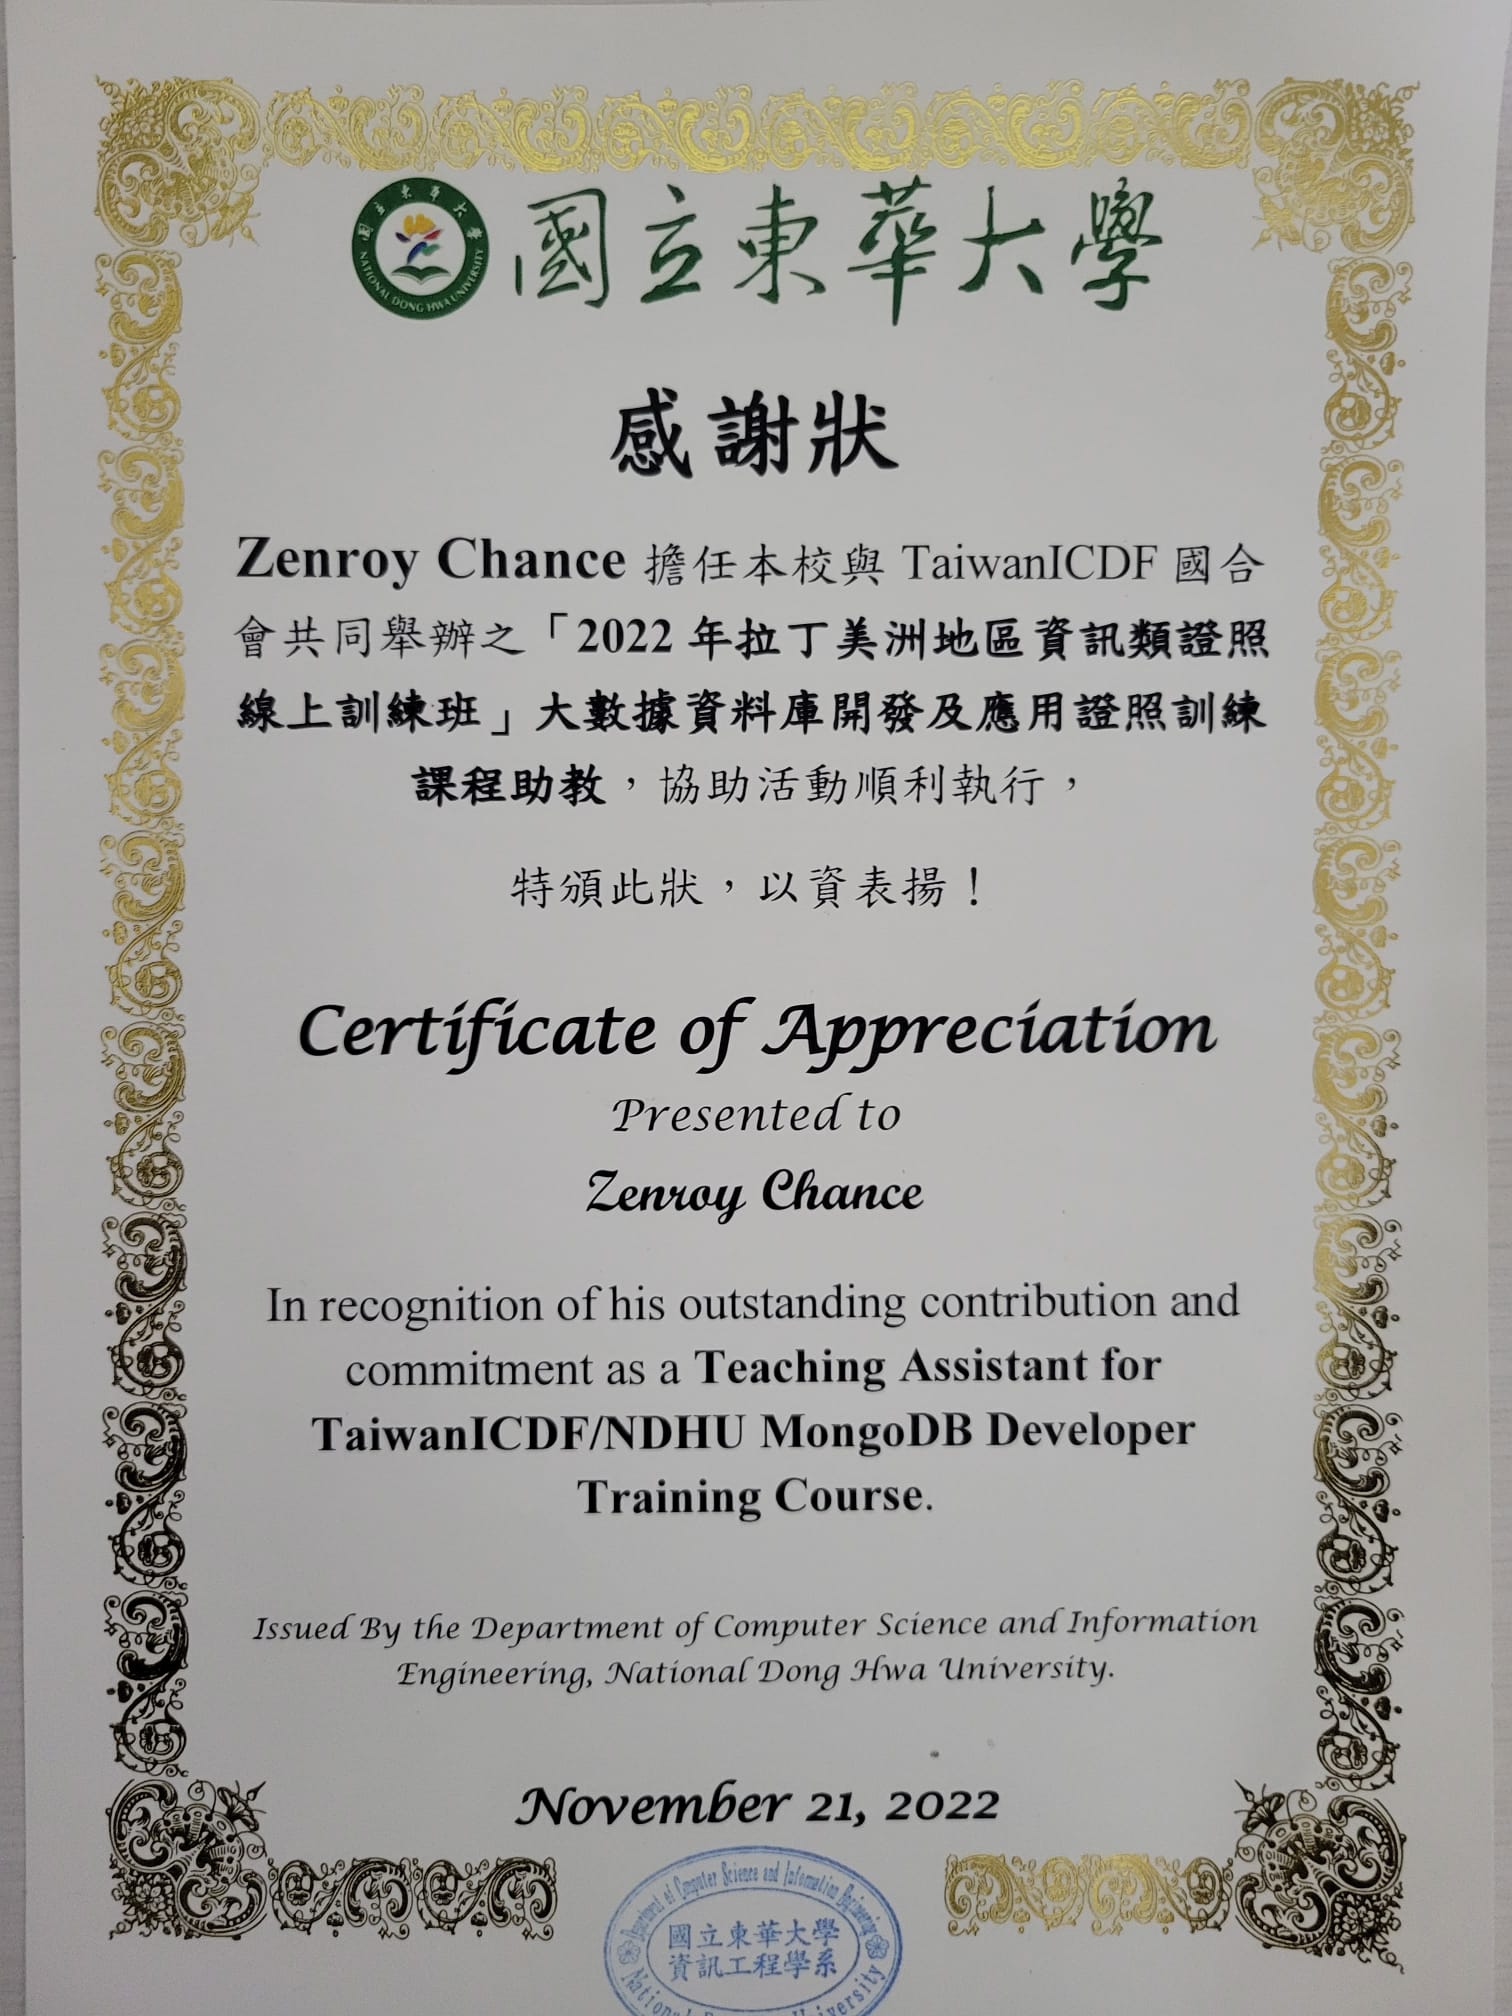 國立東華大學
NATIONAL DONG HWA UNIVERSITY
國立東華大學
感謝狀
Zenroy Chance 擔任本校與 TaiwanICDF 國合
會共同舉辦之「2022 年拉丁美洲地區資訊類證照
線上訓練班」大數據資料庫開發及應用證照訓練
課程助教，協助活動順利執行，
特頒此狀，以資表揚！
Certificate of Appreciation
Presented to
Zenroy Chance
In recognition of his outstanding contribution and
commitment as a Teaching Assistant for
TaiwanICDF/NDHU MongoDB Developer
Training Course.
Issued By the Department of Computer Science and Information
Engineering, National Dong Hwa University.
November 21, 2022
Department of Computer Science and Information Engineering
國立東華大學
資訊工程學系
National University